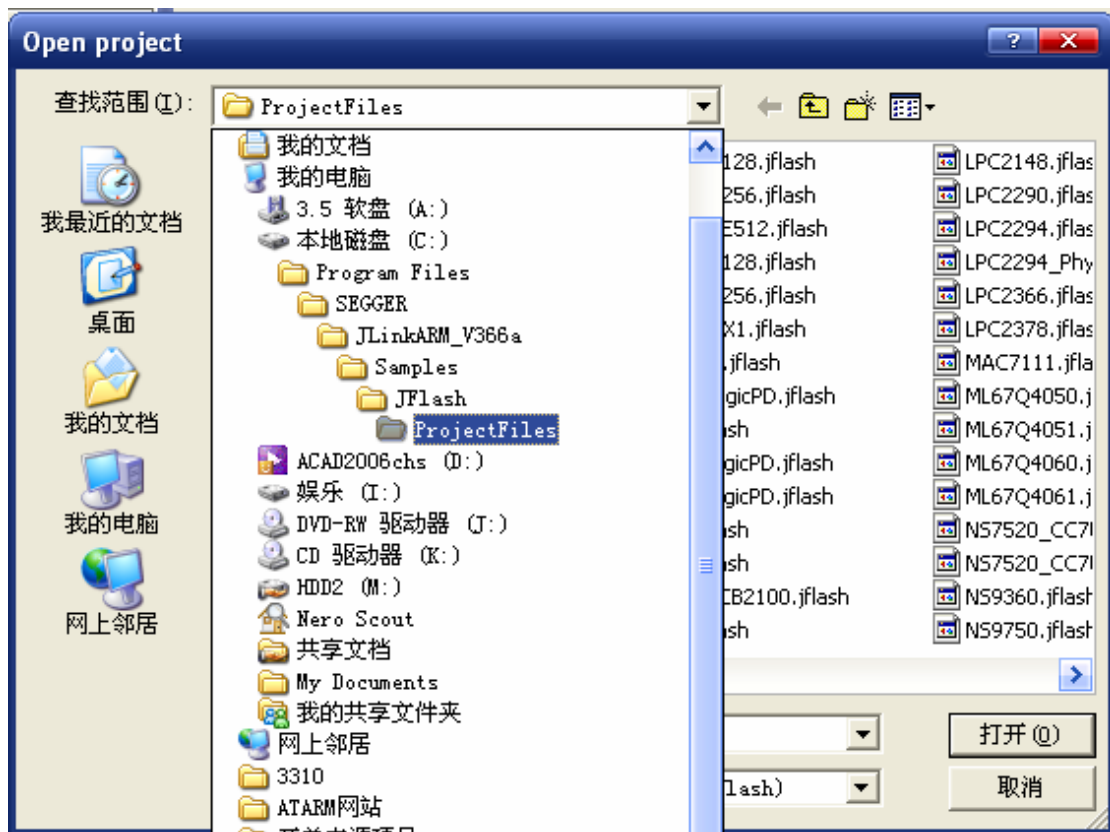 Open project
查找范围(I):
ProjectFiles
我最近的文档
桌面
我的文档
我的电脑
网上邻居
我的文档
我的电脑
3.5 软盘 (A:)
本地磁盘 (C:)
Program Files
SEGGER
JLinkARM_V366a
Samples
JFlash
ProjectFiles
ACAD2006chs (D:)
娱乐 (I:)
DVD-RW 驱动器 (J:)
CD 驱动器 (K:)
HDD2 (M:)
Nero Scout
共享文档
My Documents
我的共享文件夹
网上邻居
3310
ATARM网站
128.jflash
256.jflash
E512.jflash
128.jflash
256.jflash
X1.jflash
.jflash
gicPD.jflash
ash
gicPD.jflash
gicPD.jflash
ash
ash
CB2100.jflash
ash
LPC2148.jflas
LPC2290.jflas
LPC2294.jflas
LPC2294_Phy
LPC2366.jflas
LPC2378.jflas
MAC7111.jfla
ML67Q4050.j
ML67Q4051.j
ML67Q4060.j
ML67Q4061.j
NS7520_CC7
NS7520_CC7
NS9360.jflash
NS9750.jflash
打开(O)
lash)
取消